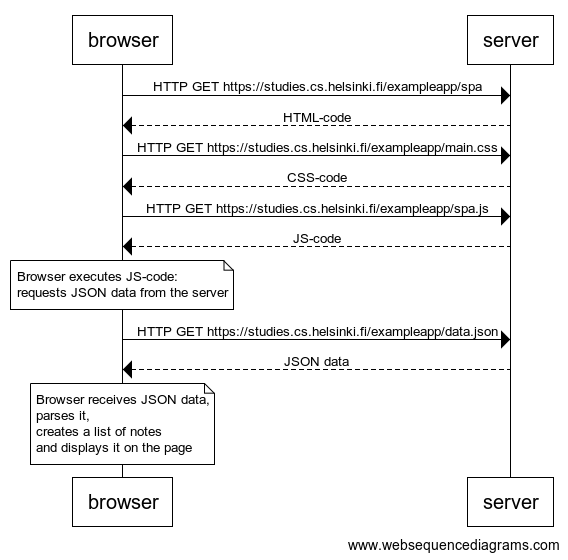 browser
server
HTTP GET https://studies.cs.helsinki.fi/exampleapp/spa
HTML-code
HTTP GET https://studies.cs.helsinki.fi/exampleapp/main.css
CSS-code
HTTP GET https://studies.cs.helsinki.fi/exampleapp/spa.js
JS-code
Browser executes JS-code:
requests JSON data from the server
HTTP GET https://studies.cs.helsinki.fi/exampleapp/data.json
JSON data
Browser receives JSON data,
parses it,
creates a list of notes
and displays it on the page
browser
server
www.websequencediagrams.com